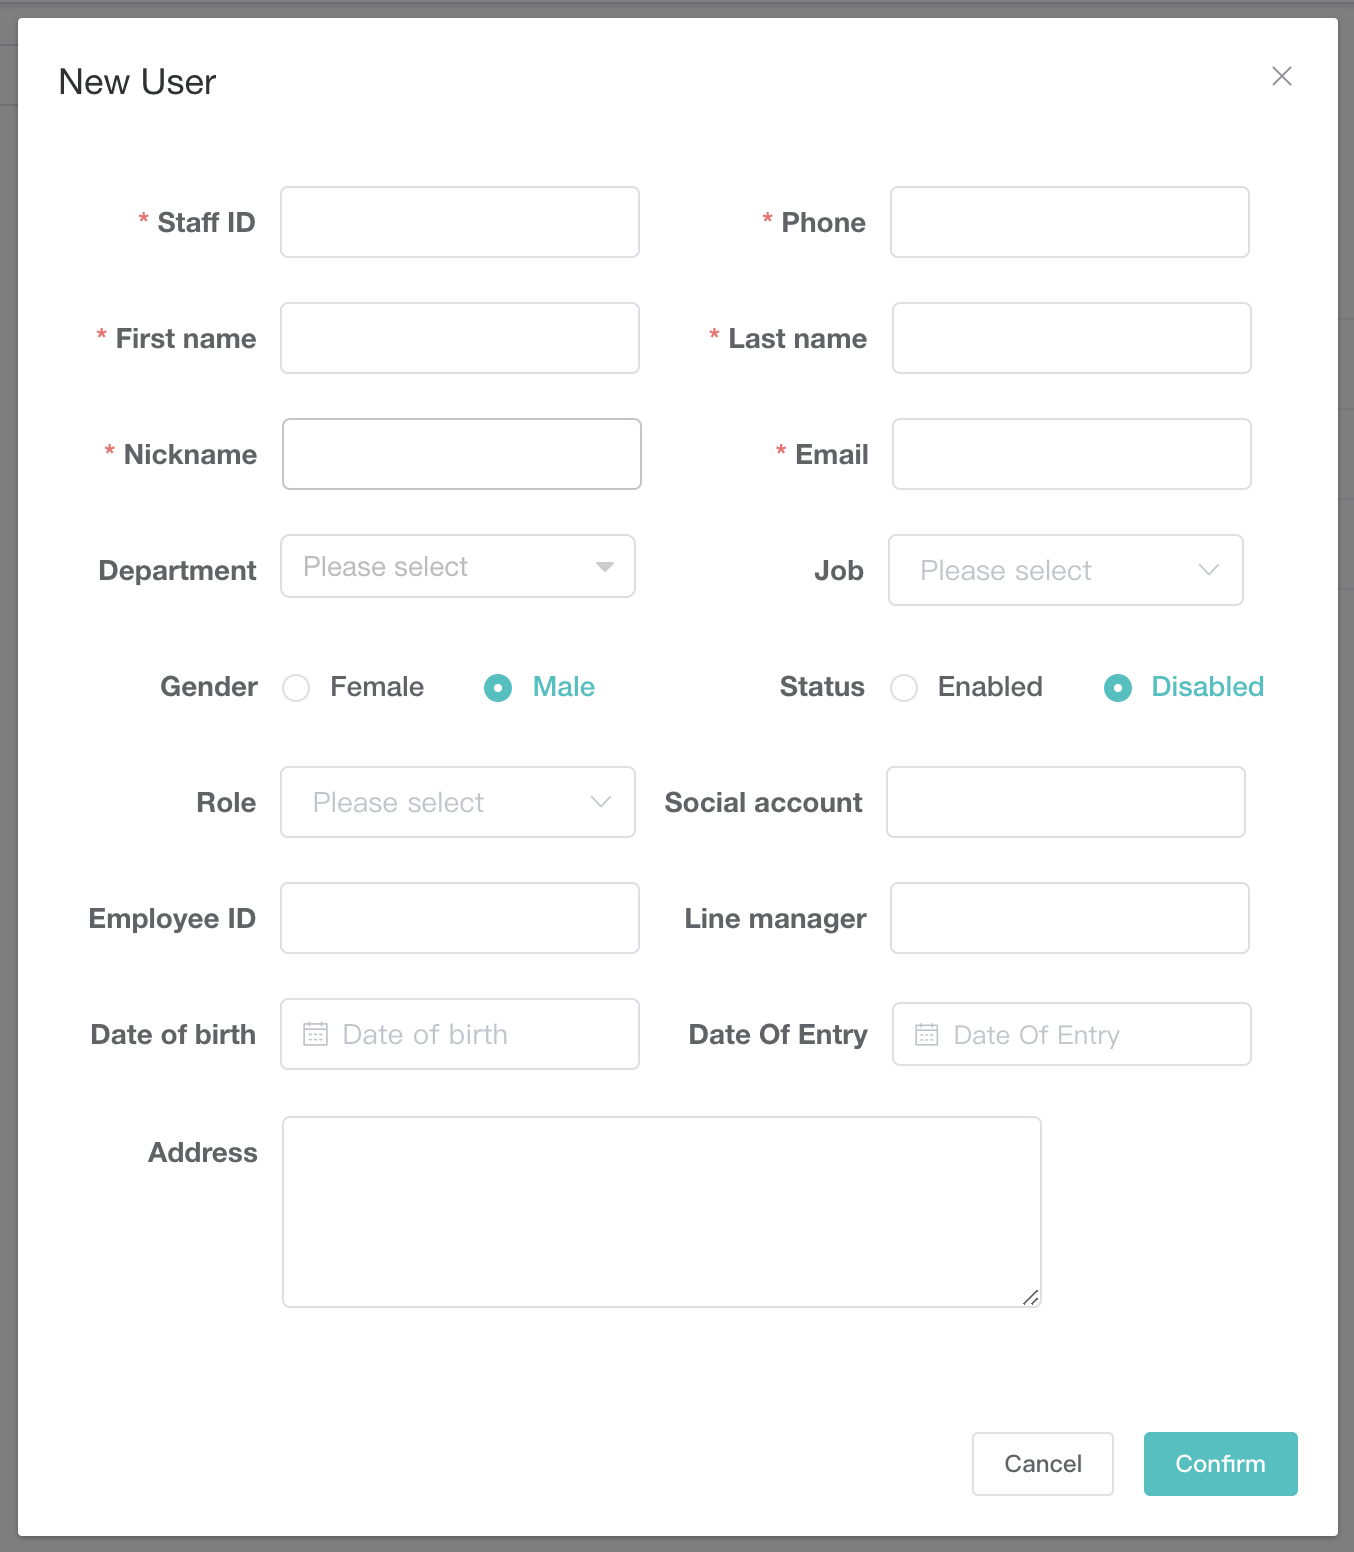 New User
* Staff ID
* Phone
* First name
* Last name
* Nickname
* Email
Department Please select
Job Please select
Gender Female Male
Status Enabled Disabled
Role Please select
Social account
Employee ID
Line manager
Date of birth Date of birth
Date Of Entry Date Of Entry
Address
Cancel
Confirm